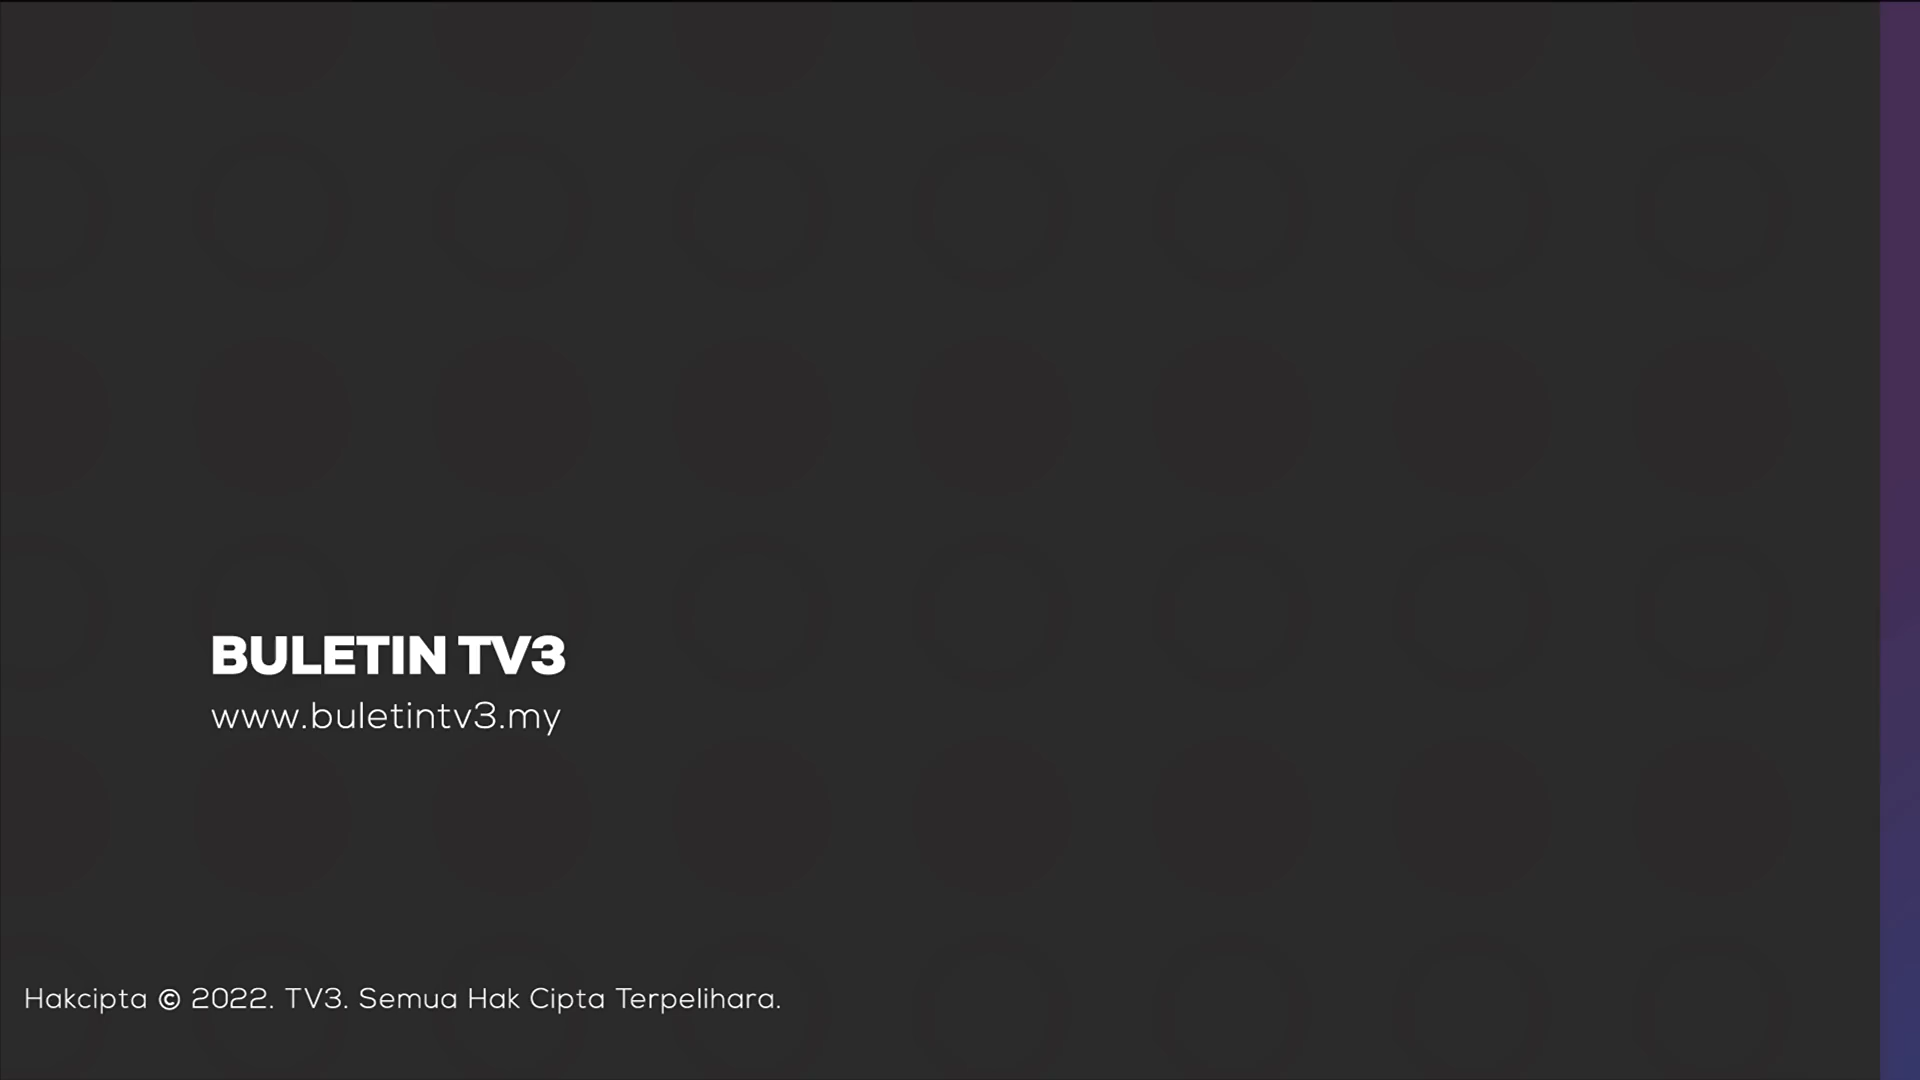 BULETIN TV3
www.buletintv3.my
Hakcipta © 2022. TV3. Semua Hak Cipta Terpelihara.